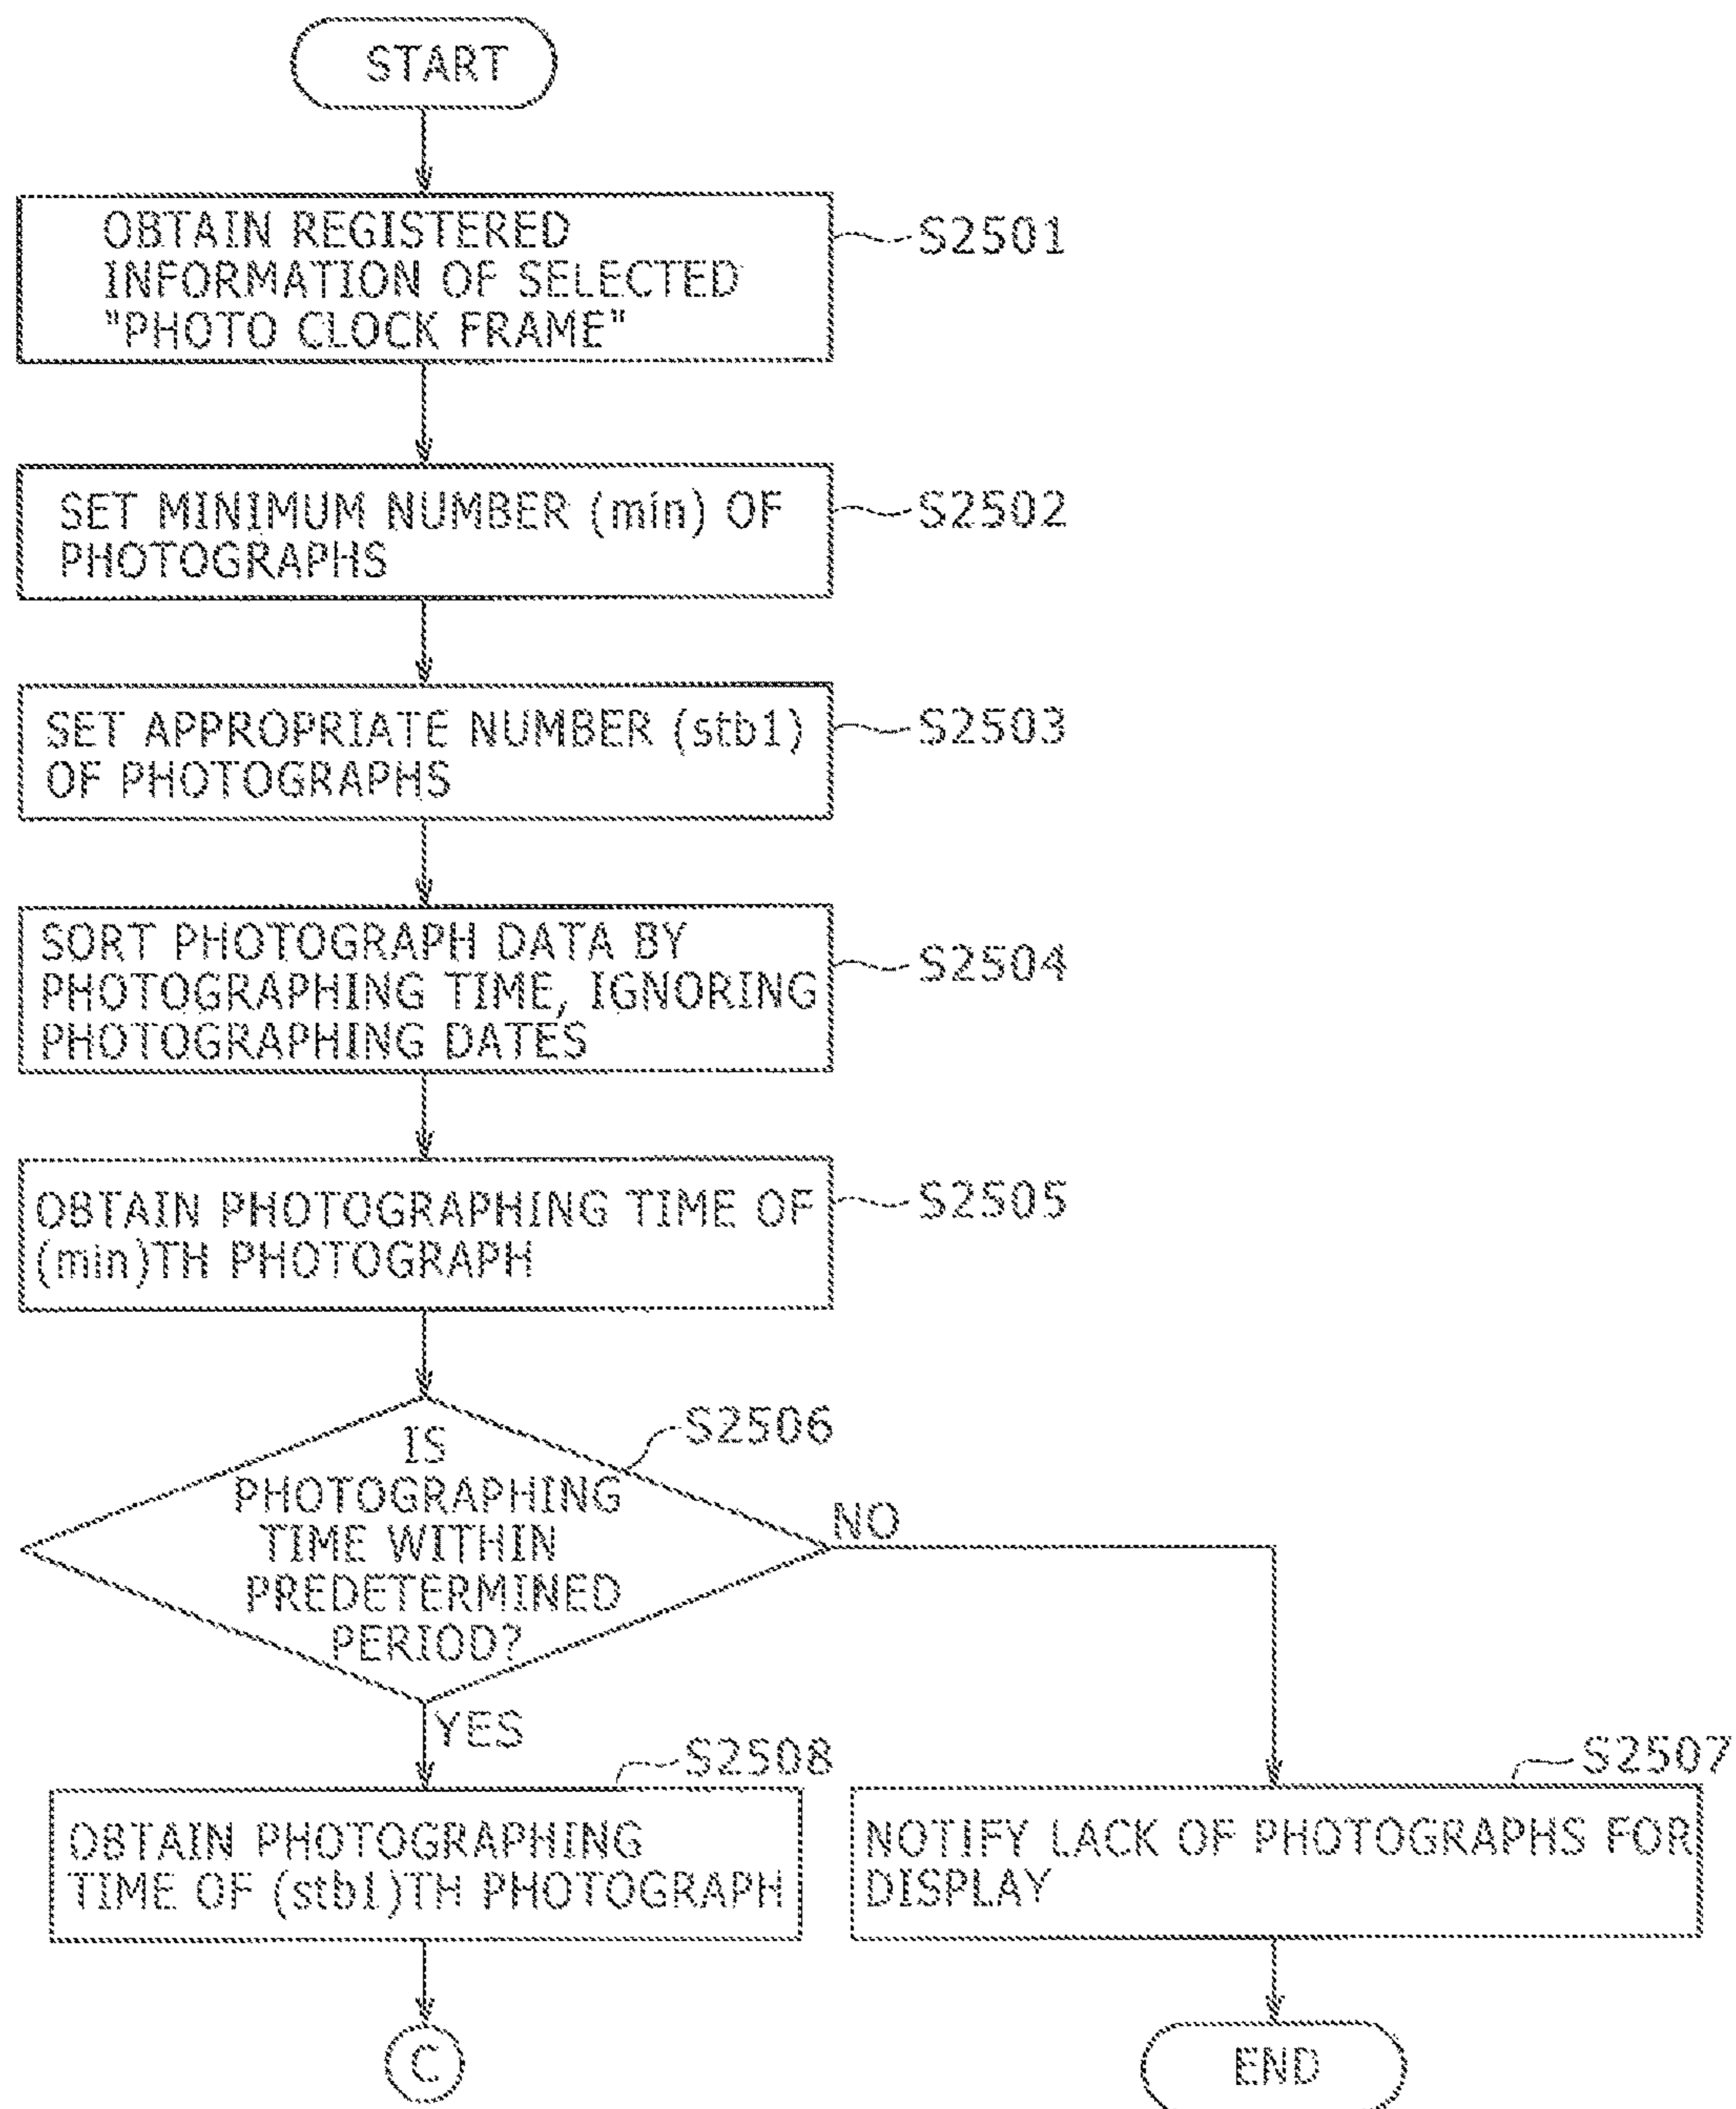 START
OBTAIN REGISTERED
INFORMATION OF SELECTED
"PHOTO CLOCK FRAME"
S2501
SET MINIMUM NUMBER (min) OF
PHOTOGRAPHS
S2502
SET APPROPRIATE NUMBER (stb1)
OF PHOTOGRAPHS
S2503
SORT PHOTOGRAPH DATA BY
PHOTOGRAPHING TIME, IGNORING
PHOTOGRAPHING DATES
S2504
OBTAIN PHOTOGRAPHING TIME OF
(min)TH PHOTOGRAPH
S2505
IS
PHOTOGRAPHING
TIME WITHIN
PREDETERMINED
PERIOD?
S2506
NO
YES
S2508
OBTAIN PHOTOGRAPHING
TIME OF (stb1)TH PHOTOGRAPH
S2507
NOTIFY LACK OF PHOTOGRAPHS FOR
DISPLAY
C
END